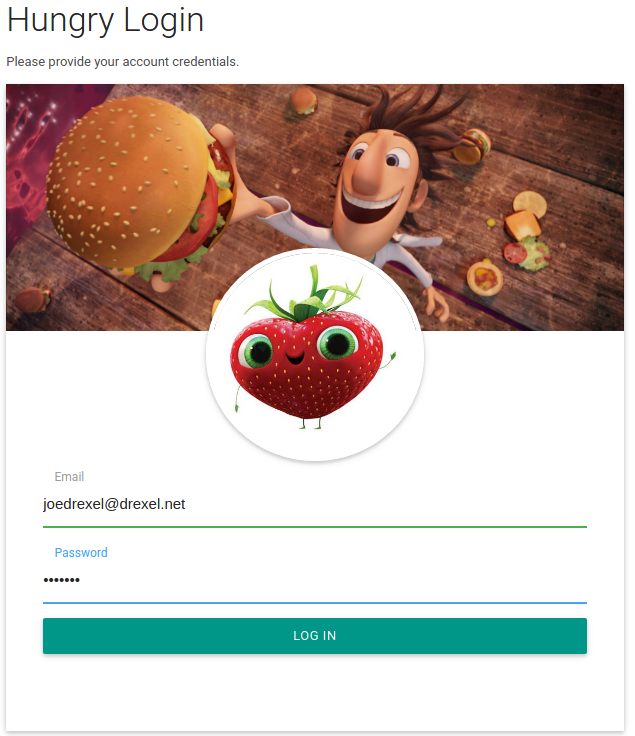 Hungry Login
Please provide your account credentials.
Email
joedrexel@drexel.net
Password
•••••••
LOG IN